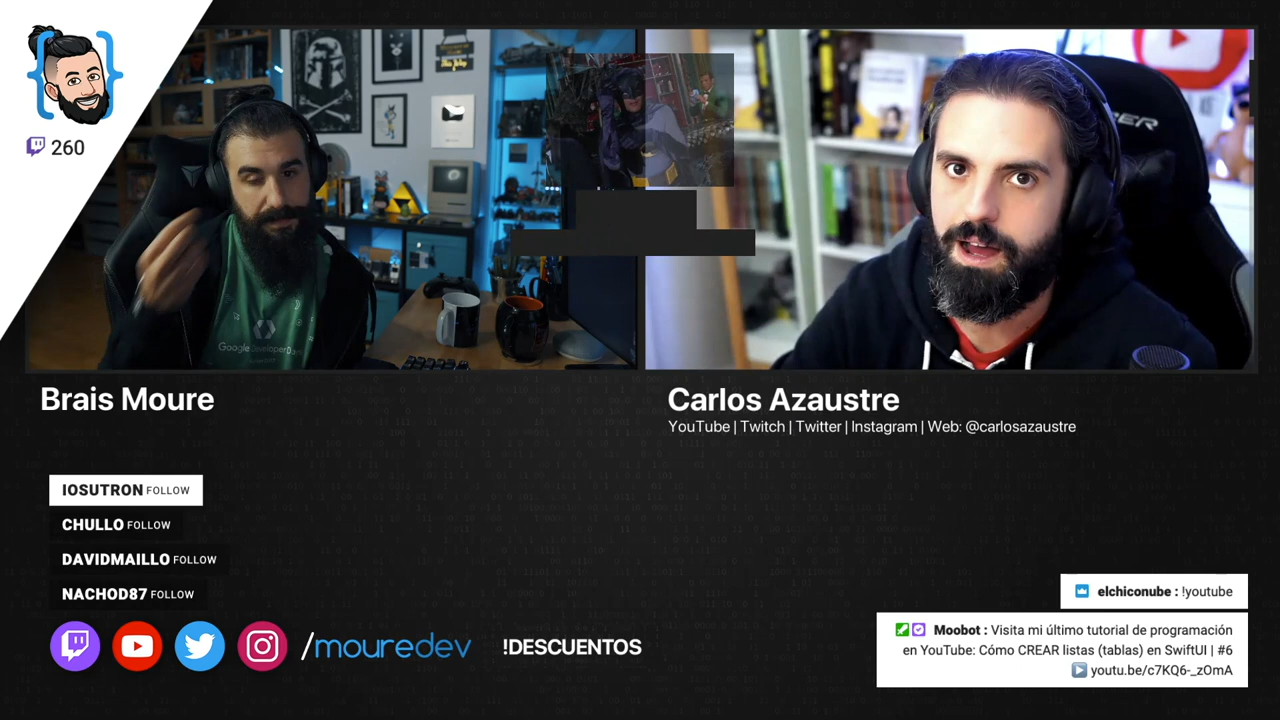 260
Google Developer
Brais Moure
Carlos Azaustre
YouTube | Twitch | Twitter | Instagram | Web: @carlosazaustre
IOSUTRON FOLLOW
CHULLO FOLLOW
DAVIDMAILLO FOLLOW
NACHOD87 FOLLOW
/mouredev
!DESCUENTOS
elchiconube : !youtube
Moobot : Visita mi último tutorial de programación
en YouTube: Cómo CREAR listas (tablas) en SwiftUI | #6
youtu.be/c7KQ6-_zOmA